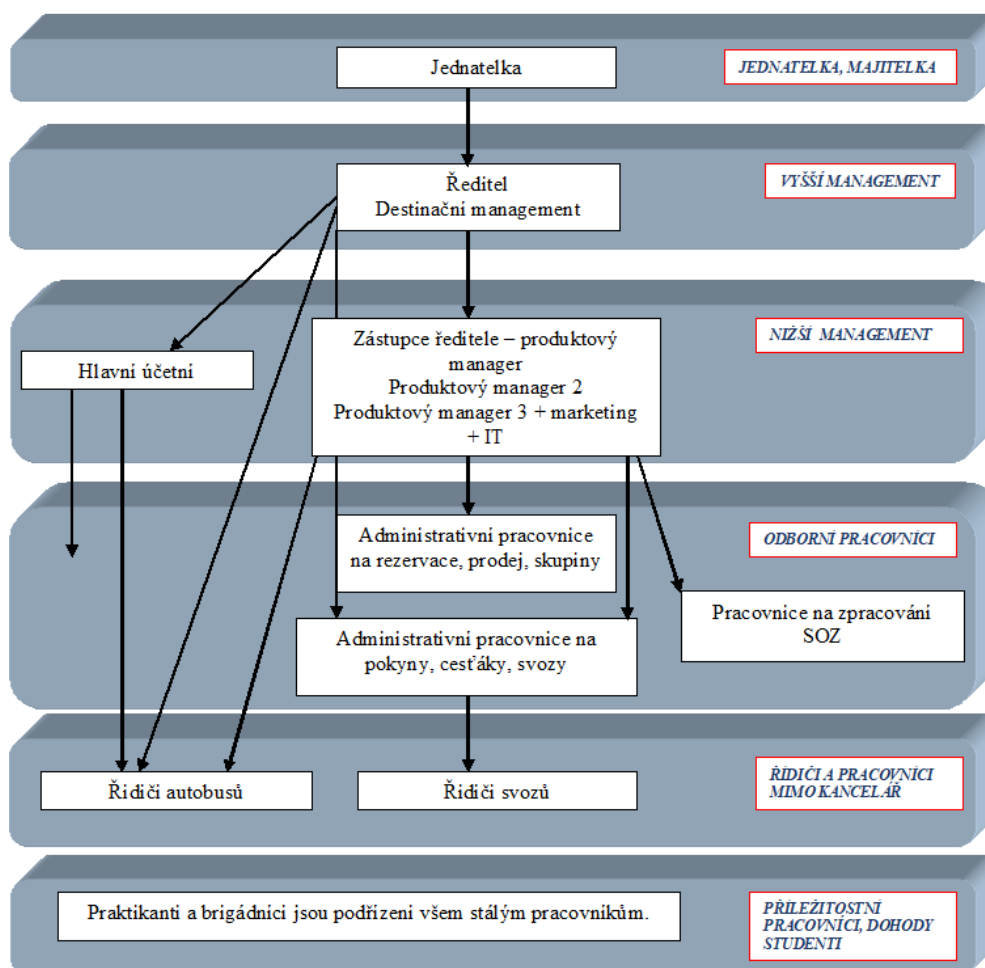 Jednatelka
JEDNATELKA, MAJITELKA
Ředitel
Destinační management
VYŠŠÍ MANAGEMENT
Zástupce ředitele – produktový
manager
Produktový manager 2
Produktový manager 3 + marketing
+ IT
NIŽŠÍ MANAGEMENT
Hlavní účetní
Administrativní pracovnice
na rezervace, prodej, skupiny
ODBORNÍ PRACOVNÍCI
Pracovnice na zpracování
SOZ
Administrativní pracovnice na
pokyny, cesťáky, svozy
Řidiči autobusů
Řidiči svozů
ŘÍDIČI A PRACOVNÍCI
MIMO KANCELÁŘ
Praktikanti a brigádníci jsou podřízeni všem stálým pracovníkům.
PŘÍLEŽITOSTNÍ
PRACOVNÍCI, DOHODY
STUDENTI